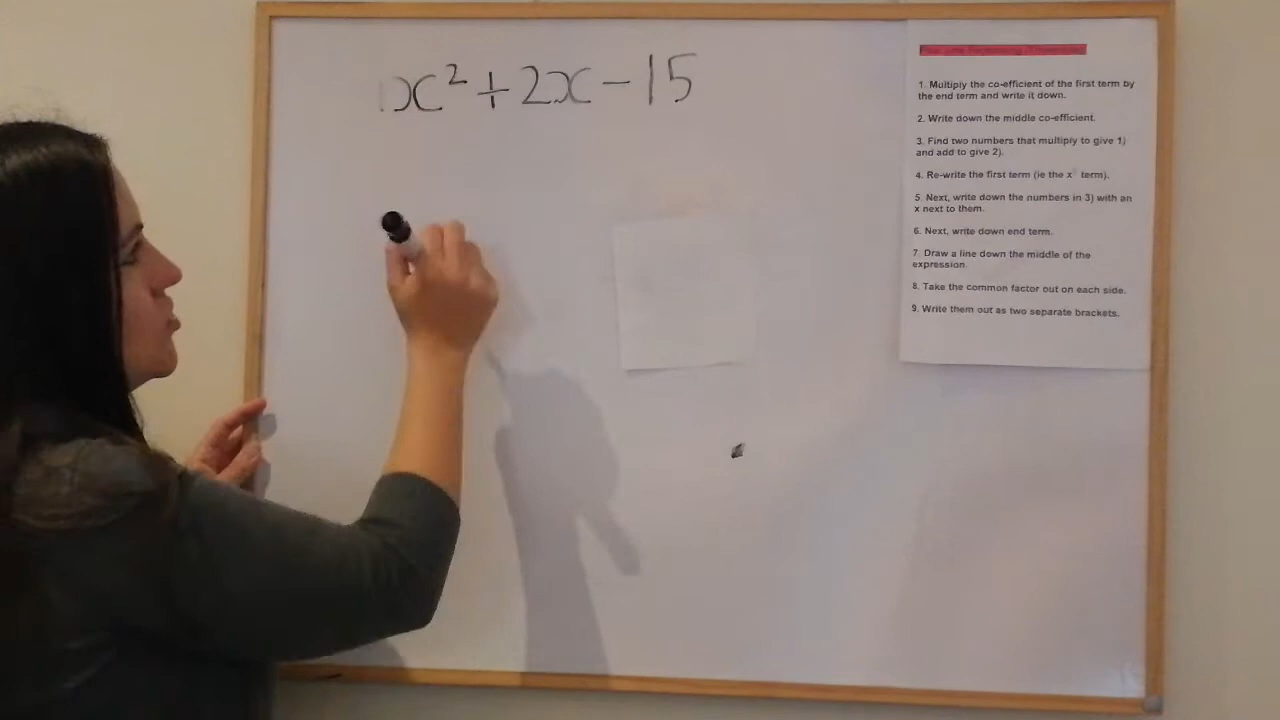 x² + 2x - 15
1. Multiply the co-efficient of the first term by
the end term and write it down.
2. Write down the middle co-efficient.
3. Find two numbers that multiply to give 1)
and add to give 2).
4. Re-write the first term (ie the x² term).
5. Next, write down the numbers in 3) with an
x next to them.
6. Next, write down end term.
7. Draw a line down the middle of the
expression.
8. Take the common factor out on each side.
9. Write them out as two separate brackets.